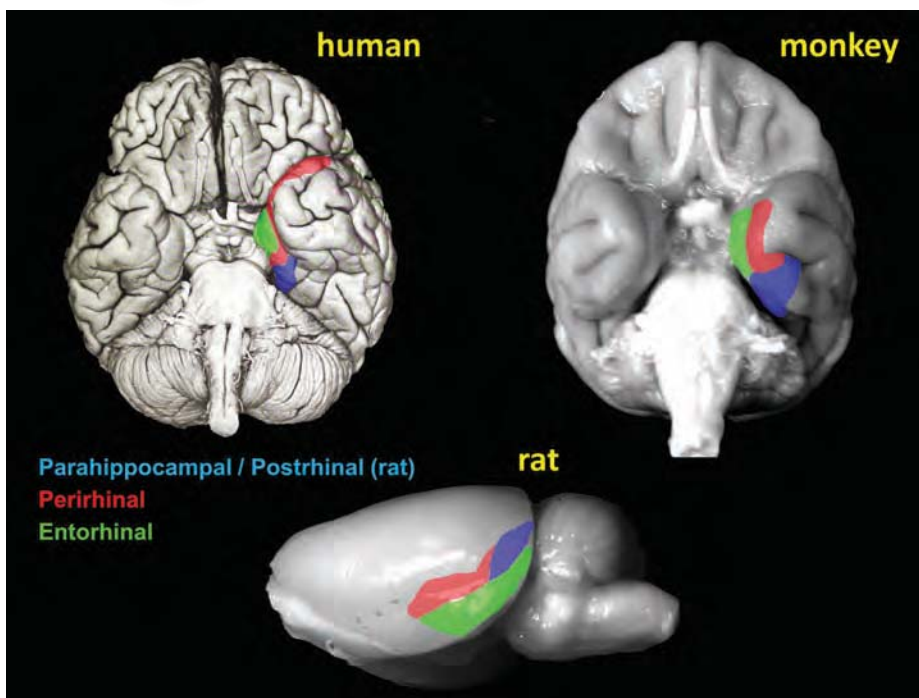 human
monkey
Parahippocampal / Postrhinal (rat)
Perirhinal
Entorhinal
rat